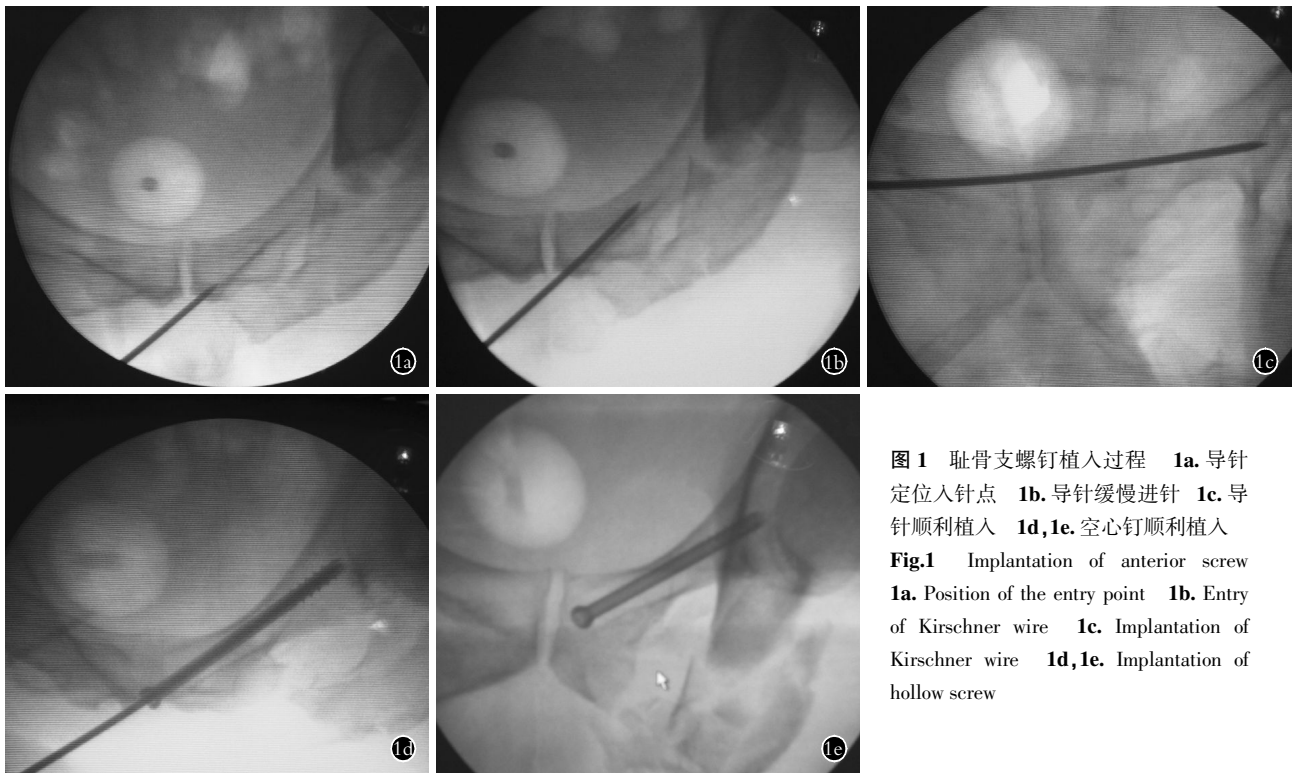 1a
1b
1c
1d
1e
图 1 耻骨支螺钉植入过程 1a. 导针
定位入针点 1b. 导针缓慢进针 1c. 导
针顺利植入 1d,1e. 空心钉顺利植入
Fig.1 Implantation of anterior screw
1a. Position of the entry point 1b. Entry
of Kirschner wire 1c. Implantation of
Kirschner wire 1d,1e. Implantation of
hollow screw